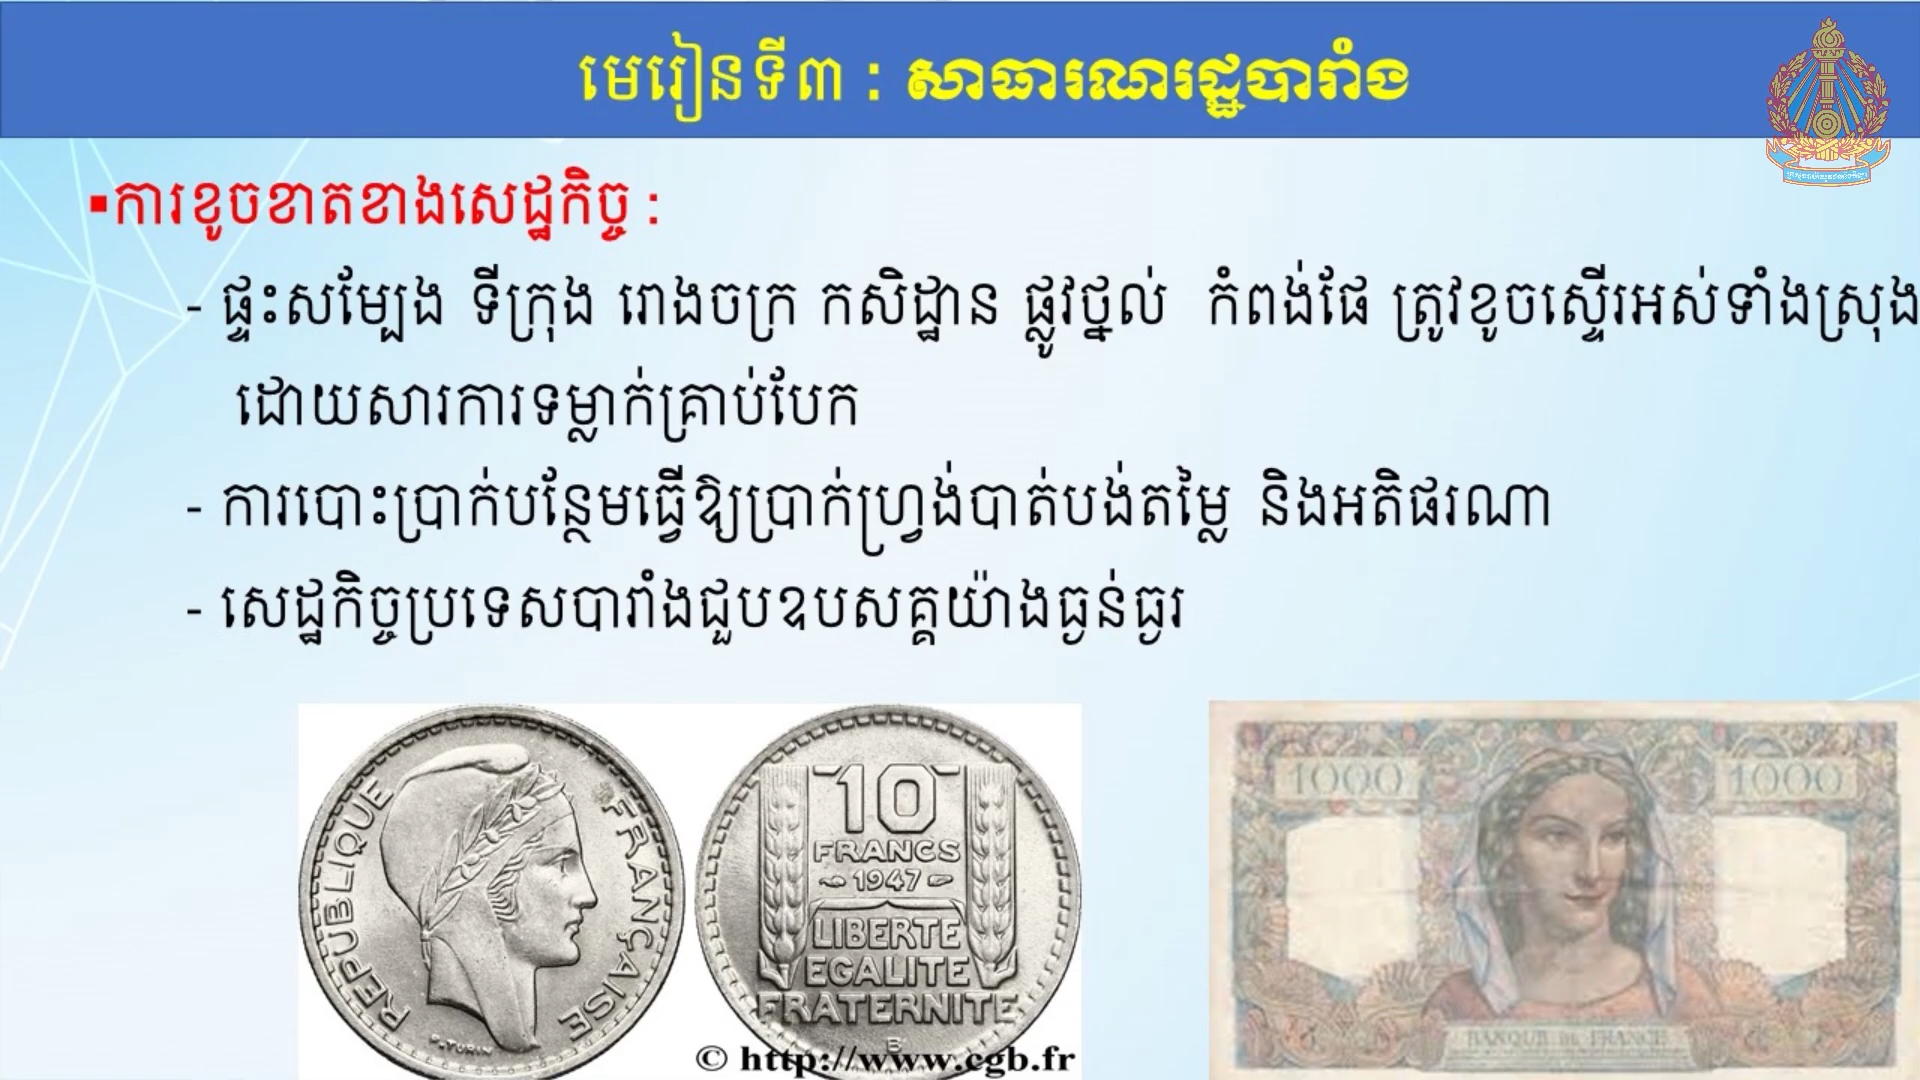 មេរៀនទី៣ : សាធារណរដ្ឋបារាំង
▪ការខូចខាតខាងសេដ្ឋកិច្ច :
- ផ្ទះសម្បែង ទីក្រុង រោងចក្រ កសិដ្ឋាន ផ្លូវថ្នល់ កំពង់ផែ ត្រូវខូចស្ទើរអស់ទាំងស្រុង
ដោយសារការទម្លាក់គ្រាប់បែក
- ការបោះប្រាក់បន្ថែមធ្វើឱ្យប្រាក់ហ្វ្រង់បាត់បង់តម្លៃ និងអតិផរណា
- សេដ្ឋកិច្ចប្រទេសបារាំងជួបឧបសគ្គយ៉ាងធ្ងន់ធ្ងរ
REPUBLIQUE FRANÇAISE
P.TURIN
10
FRANCS
1947
LIBERTE
EGALITE
FRATERNITE
B
© http://www.cgb.fr
1000 1000
BANQUE DE FRANCE